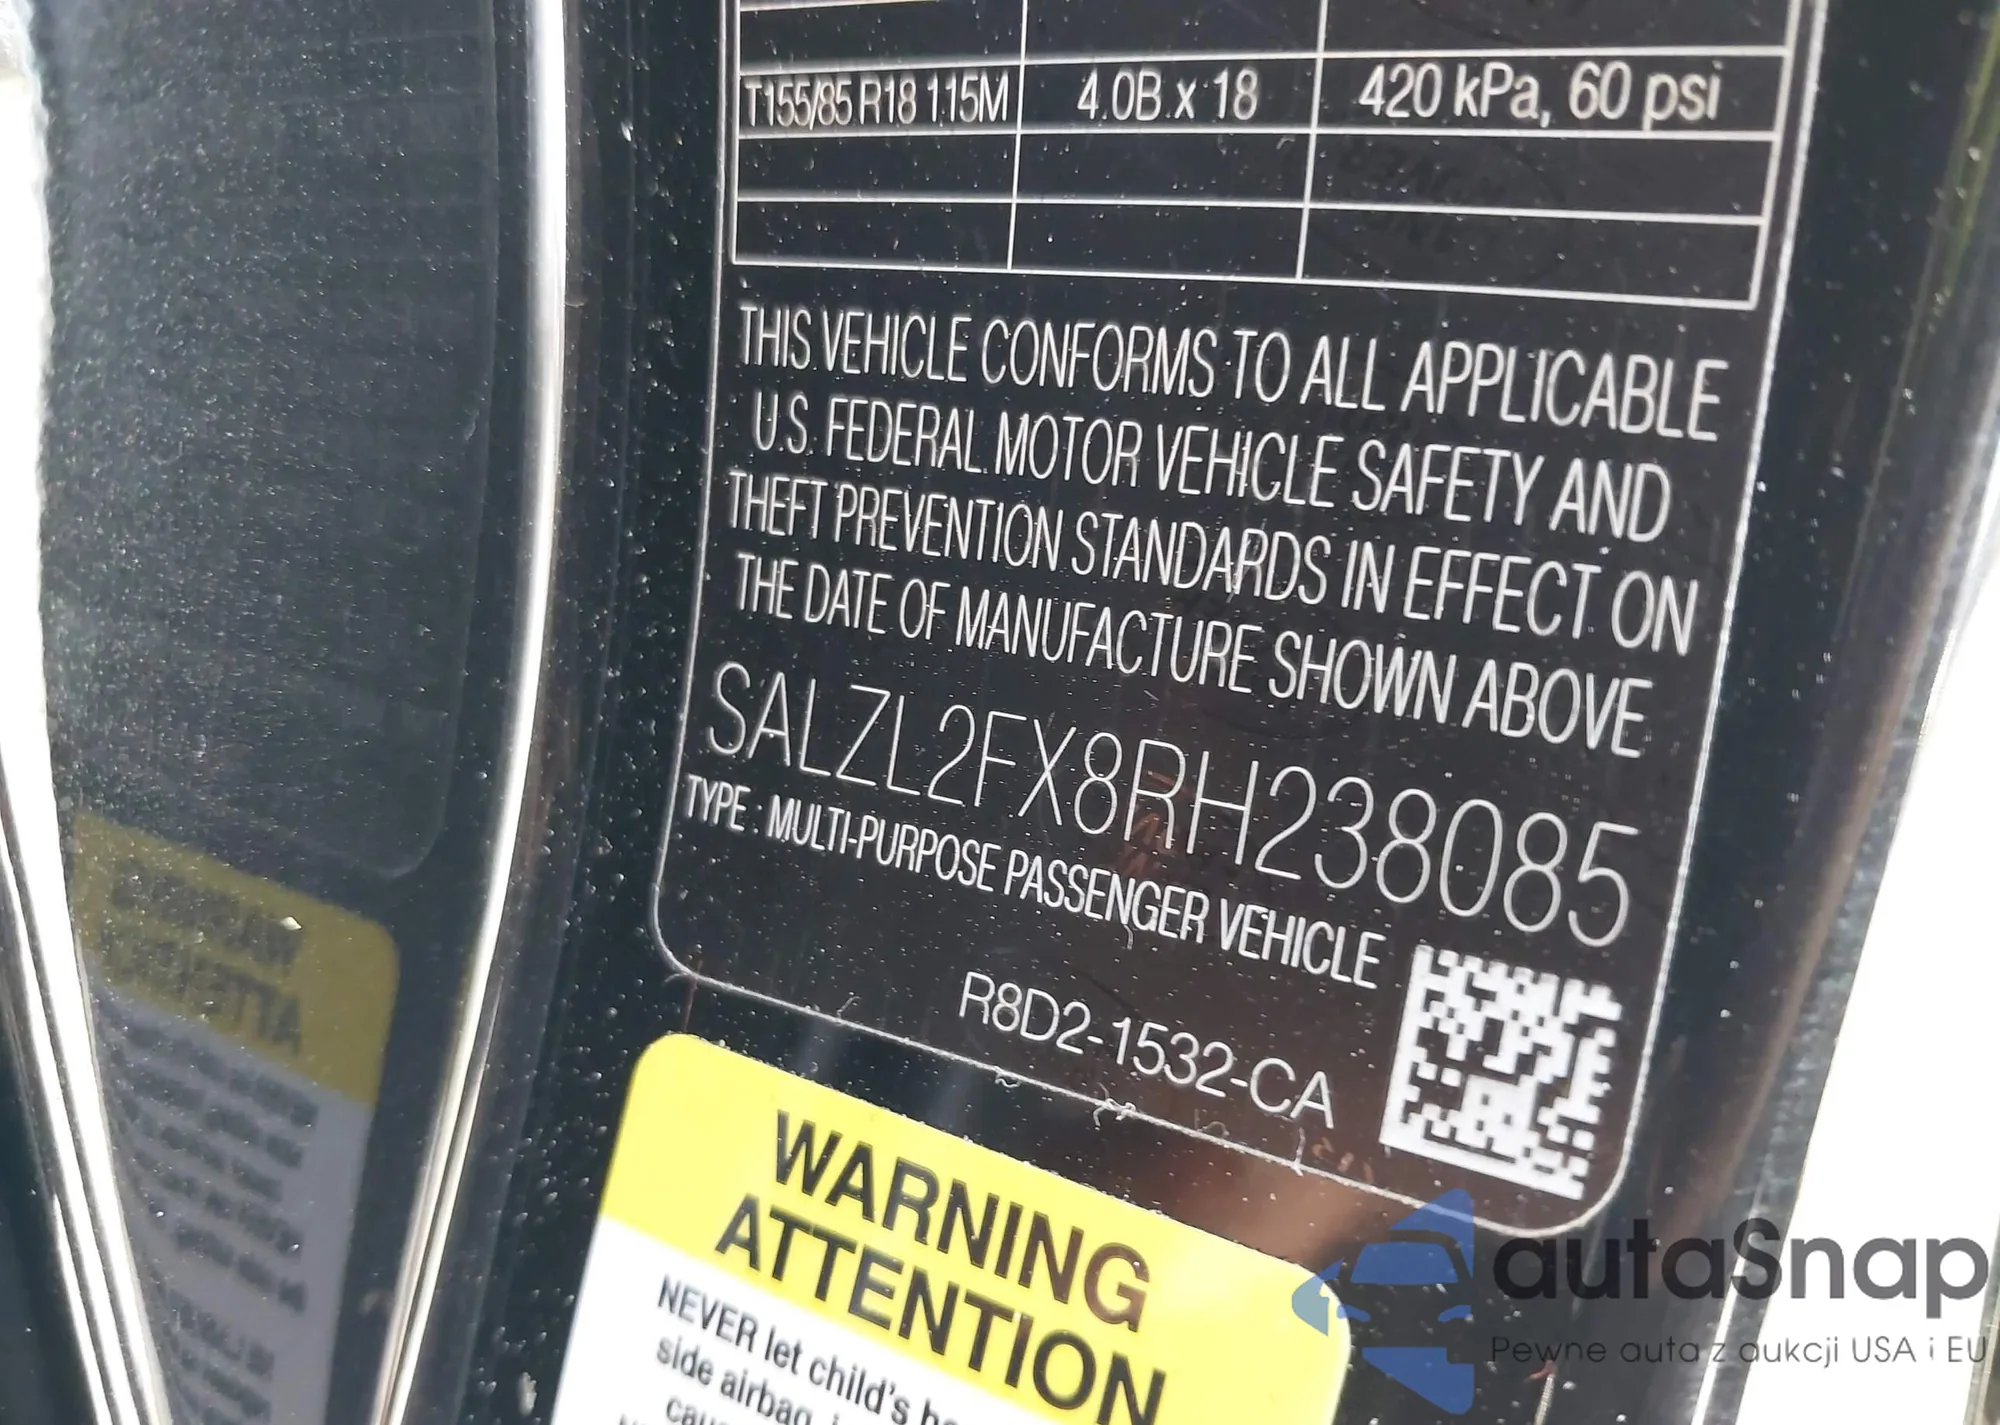 T155/85 R18 115M 4.0B x 18 420 kPa, 60 psi
THIS VEHICLE CONFORMS TO ALL APPLICABLE
U.S. FEDERAL MOTOR VEHICLE SAFETY AND
THEFT PREVENTION STANDARDS IN EFFECT ON
THE DATE OF MANUFACTURE SHOWN ABOVE
SALZL2FX8RH238085
TYPE : MULTI-PURPOSE PASSENGER VEHICLE
R8D2-1532-CA
WARNING
ATTENTION
NEVER let child's
side airbag,
autaSnap
Pewne auta z aukcji USA i EU